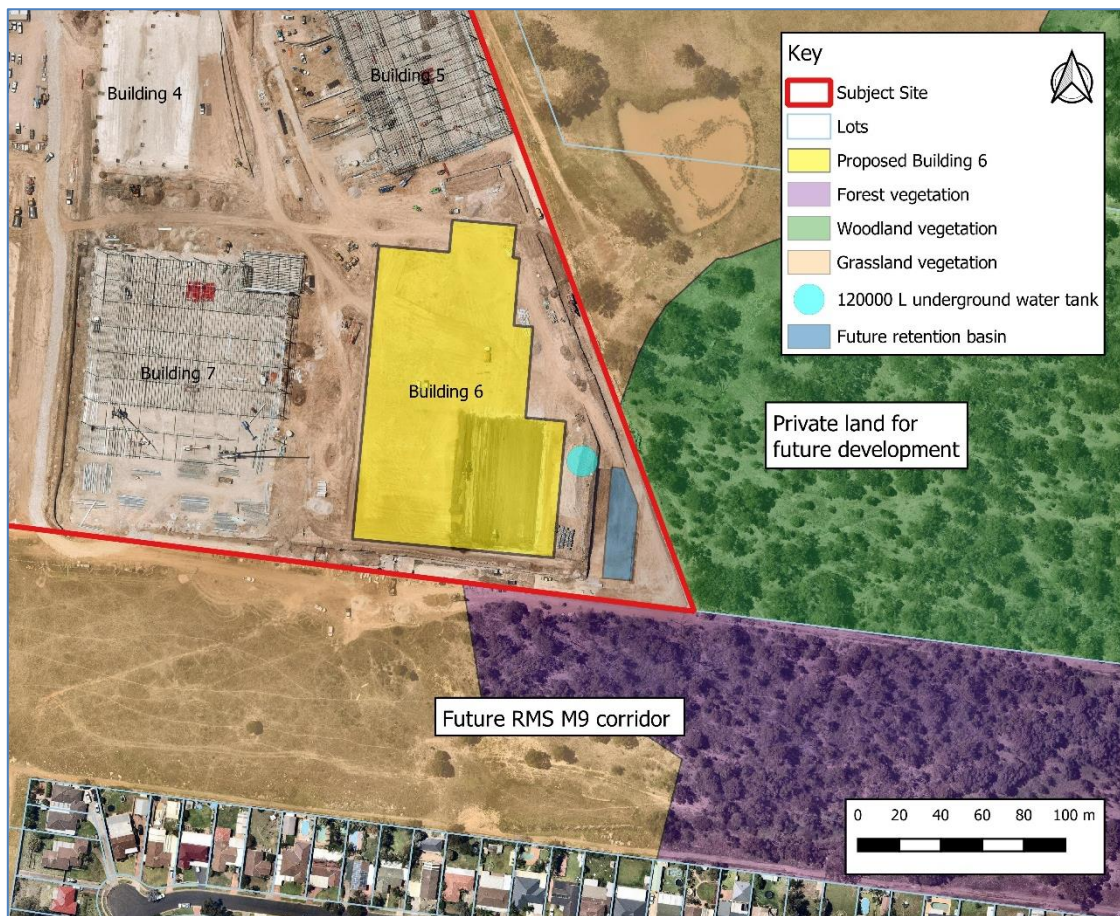 Building 4
Building 5
Key
Subject Site
Lots
Proposed Building 6
Forest vegetation
Woodland vegetation
Grassland vegetation
120000 L underground water tank
Future retention basin
Building 7
Building 6
Private land for
future development
Future RMS M9 corridor
0 20 40 60 80 100 m